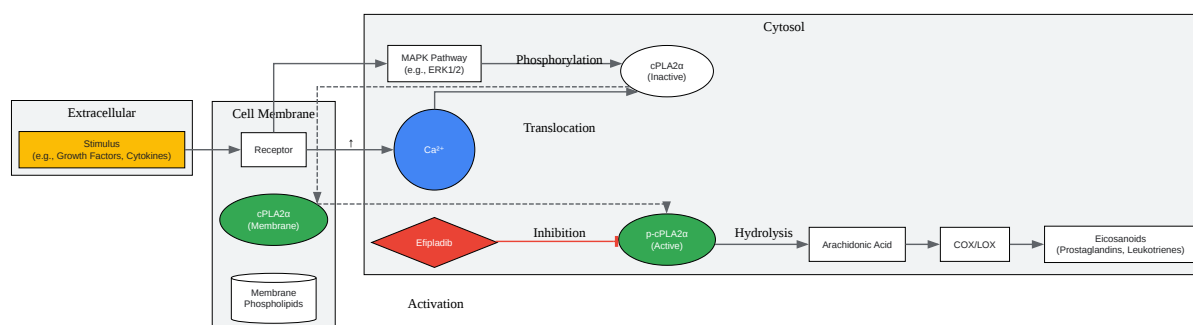 Cytosol
MAPK Pathway
(e.g., ERK1/2)
Phosphorylation
cPLA2α
(Inactive)
Extracellular
Cell Membrane
Stimulus
(e.g., Growth Factors, Cytokines)
Receptor
↑
Ca²⁺
Translocation
cPLA2α
(Membrane)
Efipladib
Inhibition
p-cPLA2α
(Active)
Hydrolysis
Arachidonic Acid
COX/LOX
Eicosanoids
(Prostaglandins, Leukotrienes)
Membrane
Phospholipids
Activation